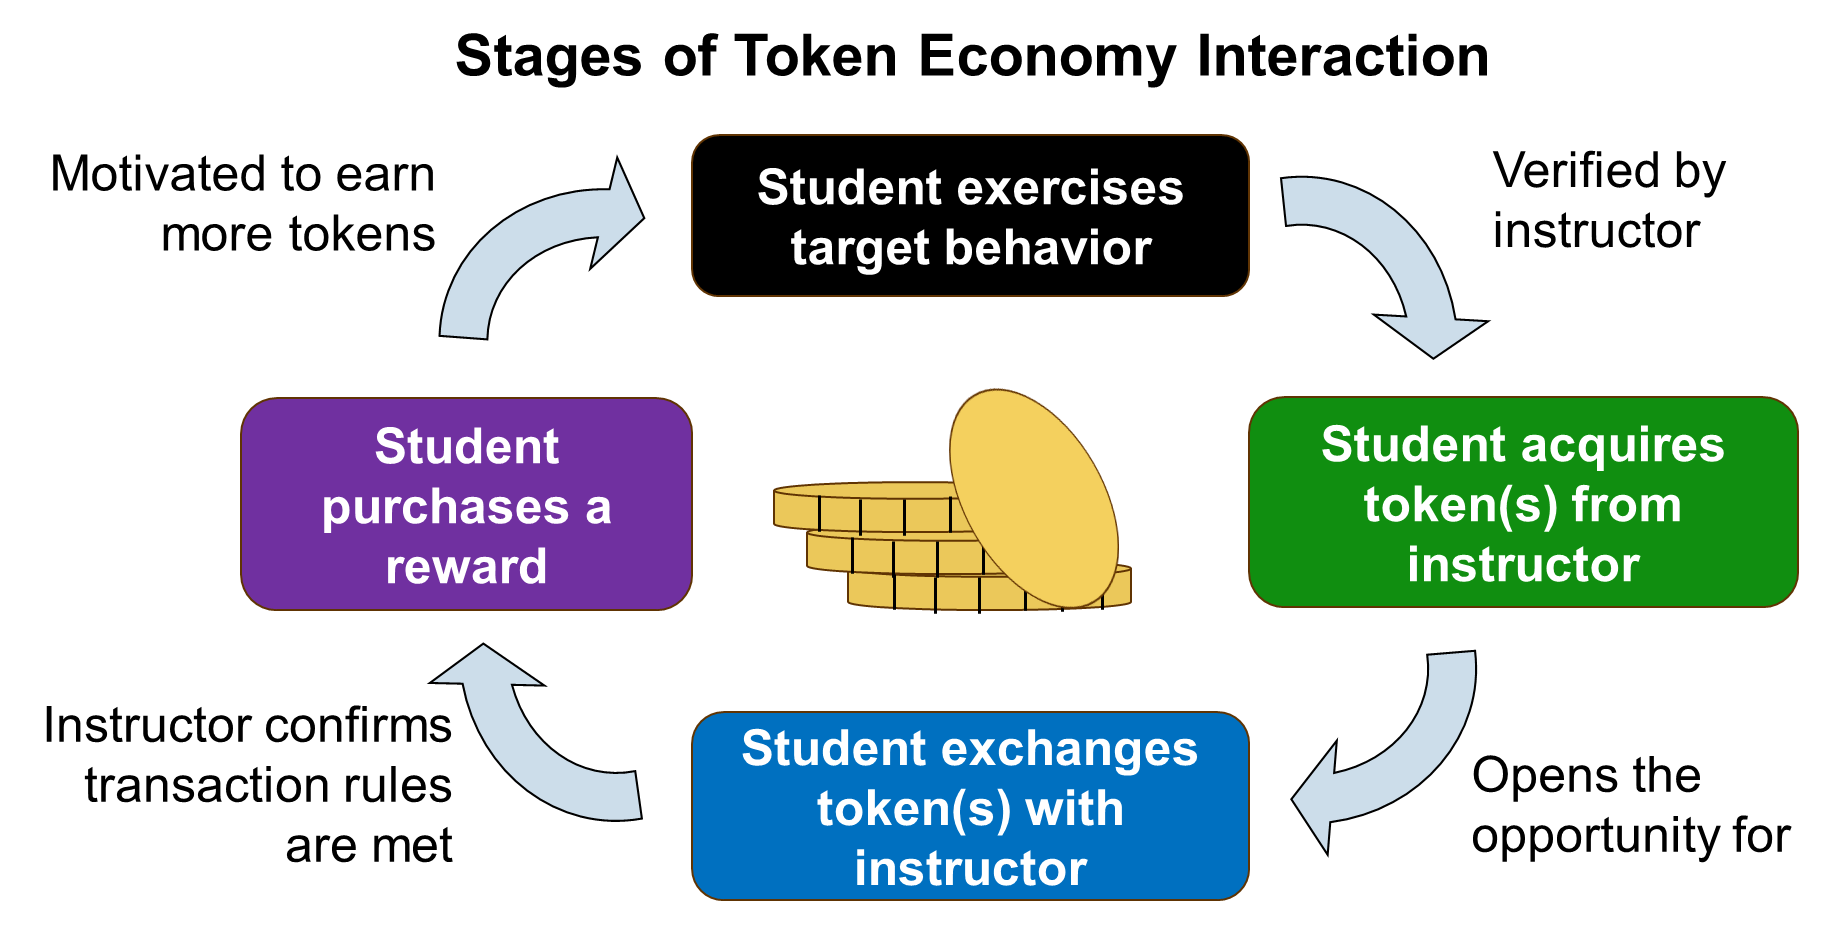 Stages of Token Economy Interaction
Student exercises
target behavior
Verified by
instructor
Student acquires
token(s) from
instructor
Opens the
opportunity for
Student exchanges
token(s) with
instructor
Instructor confirms
transaction rules
are met
Student
purchases a
reward
Motivated to earn
more tokens